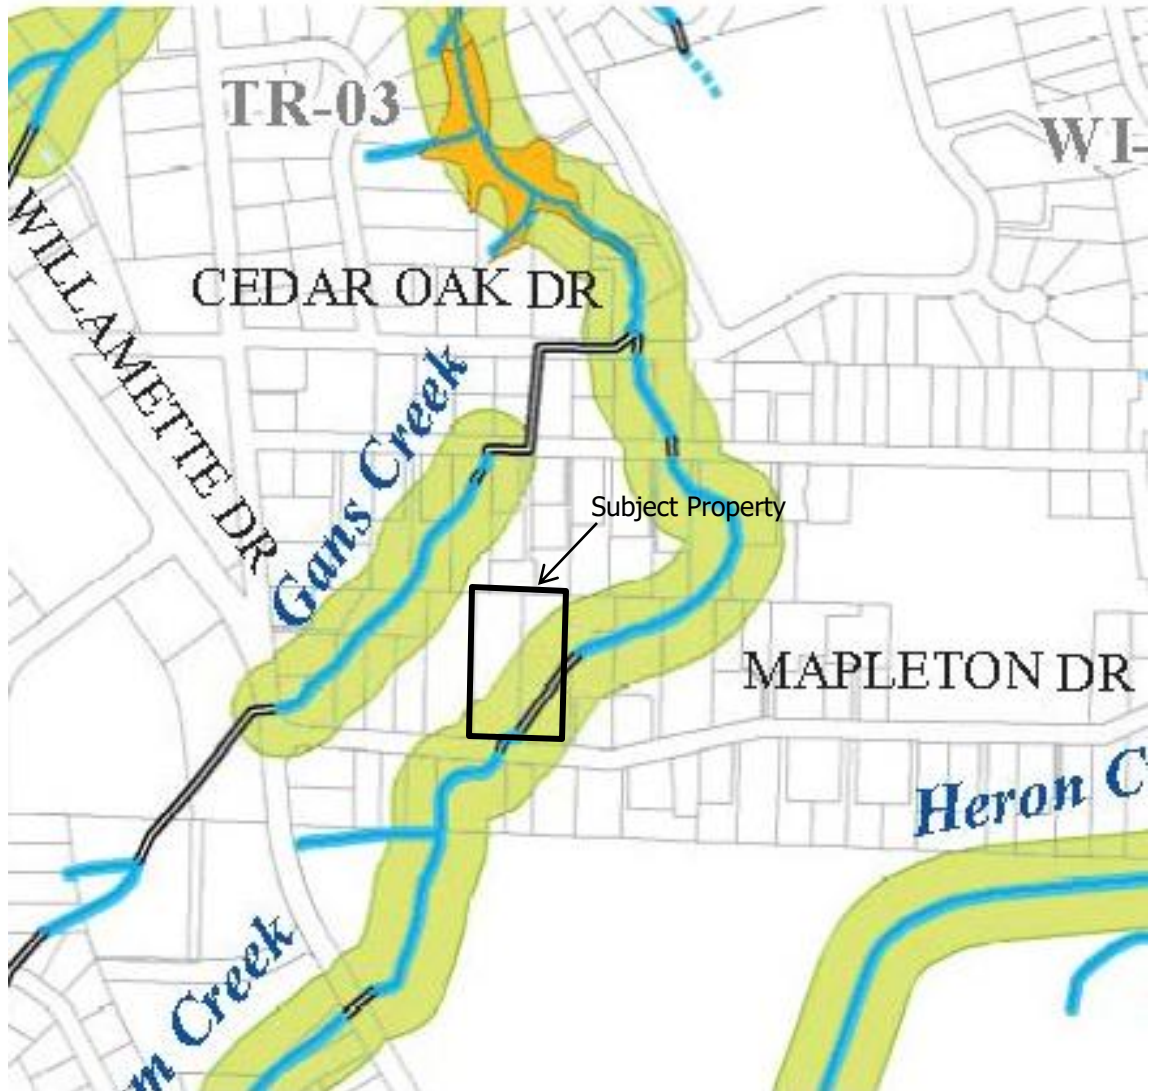 TR-03
WI-
WILLAMETTE DR
CEDAR OAK DR
Gans Creek
Subject Property
MAPLETON DR
Heron C
m Creek